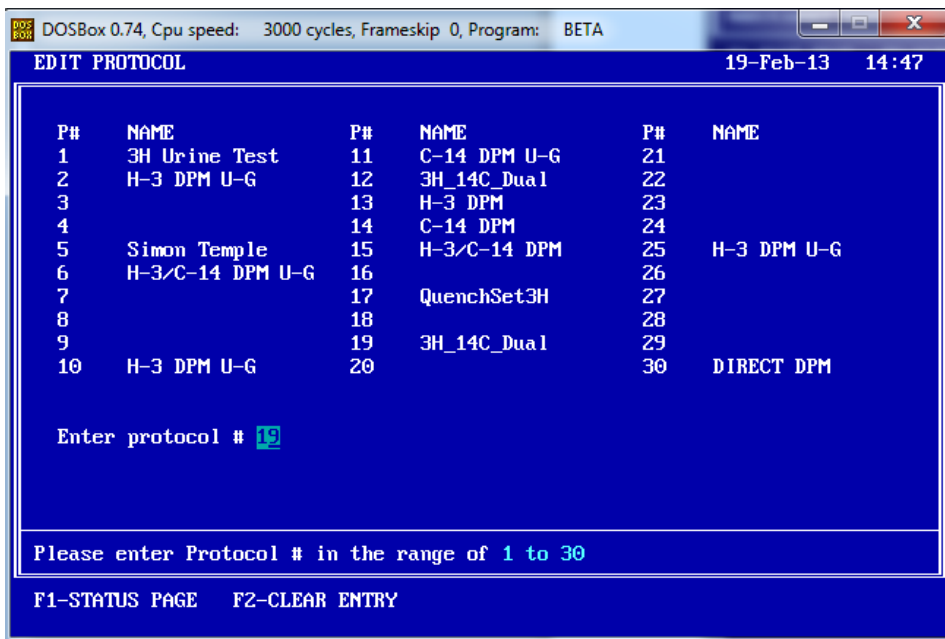 DOSBox 0.74, Cpu speed: 3000 cycles, Frameskip 0, Program: BETA
EDIT PROTOCOL 19-Feb-13 14:47
P# NAME P# NAME P# NAME
1 3H Urine Test 11 C-14 DPM U-G 21
2 H-3 DPM U-G 12 3H_14C_Dual 22
3 13 H-3 DPM 23
4 14 C-14 DPM 24
5 Simon Temple 15 H-3/C-14 DPM 25 H-3 DPM U-G
6 H-3/C-14 DPM U-G 16 26
7 17 QuenchSet3H 27
8 18 28
9 19 3H_14C_Dual 29
10 H-3 DPM U-G 20 30 DIRECT DPM
Enter protocol # 19
Please enter Protocol # in the range of 1 to 30
F1-STATUS PAGE F2-CLEAR ENTRY